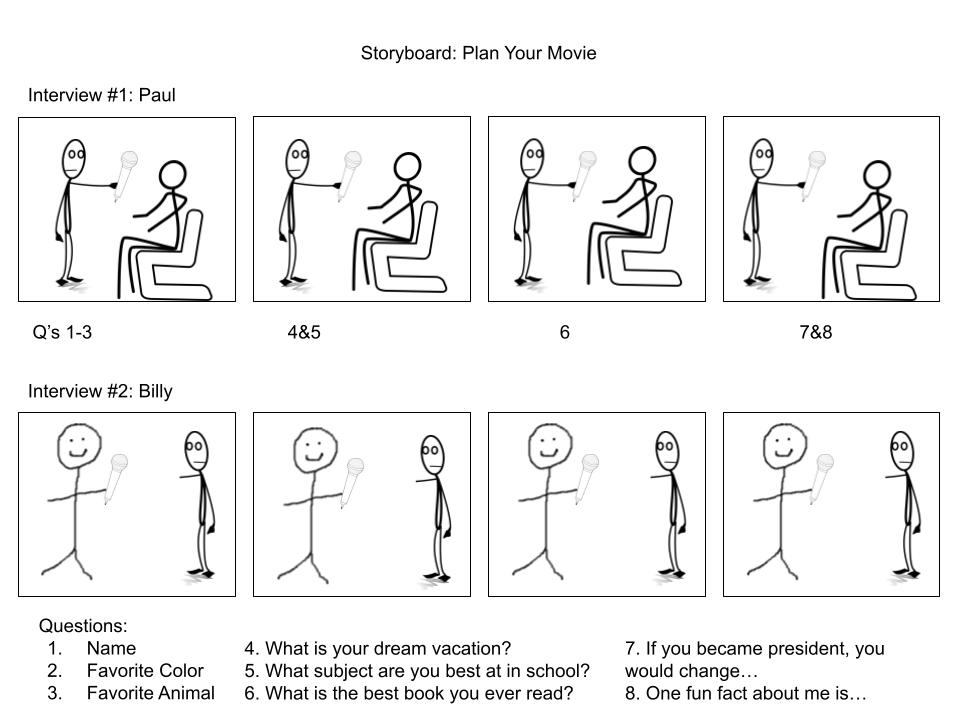 Storyboard: Plan Your Movie
Interview #1: Paul
Q’s 1-3
4&5
6
7&8
Interview #2: Billy
Questions:
1. Name
2. Favorite Color
3. Favorite Animal
4. What is your dream vacation?
5. What subject are you best at in school?
6. What is the best book you ever read?
7. If you became president, you
would change…
8. One fun fact about me is…